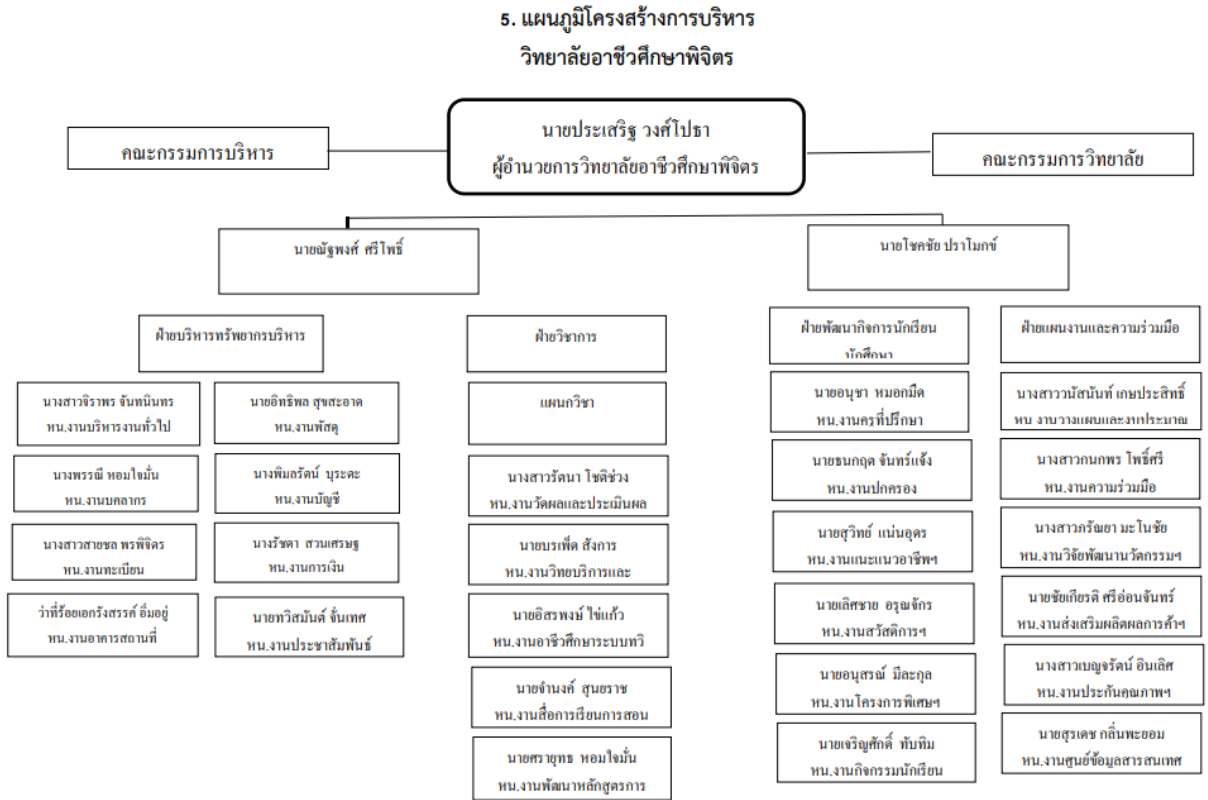 5. แผนภูมิโครงสร้างการบริหาร
วิทยาลัยอาชีวศึกษาพิจิตร
คณะกรรมการบริหาร
นายประเสริฐ วงศ์โปธา
ผู้อำนวยการวิทยาลัยอาชีวศึกษาพิจิตร
คณะกรรมการวิทยาลัย
นายณัฐพงศ์ ศรีโพธิ์
นายโชคชัย ปราโมกข์
ฝ่ายบริหารทรัพยากรบริหาร
นางสาวจิราพร จันทนินทร
หน.งานบริหารงานทั่วไป
นางพรรณี หอมใจมั่น
หน.งานบุคลากร
นางสาวสายชล พรพิจิตร
หน.งานทะเบียน
ว่าที่ร้อยเอกรังสรรค์ อิ่มอยู่
หน.งานอาคารสถานที่
นายอิทธิพล สุขสะอาด
หน.งานพัสดุ
นางพิมลรัตน์ บุระตะ
หน.งานบัญชี
นางรัชดา สวนเศรษฐ
หน.งานการเงิน
นายทวิสมันต์ จั่นเทศ
หน.งานประชาสัมพันธ์
ฝ่ายวิชาการ
แผนกวิชา
นางสาวรัตนา โชติช่วง
หน.งานวัดผลและประเมินผล
นายบรเพ็ด สังการ
หน.งานวิทยบริการและ
นายอิสรพงษ์ ไข่แก้ว
หน.งานอาชีวศึกษาระบบทวิ
นายจำนงค์ สุนยราช
หน.งานสื่อการเรียนการสอน
นายศรายุทธ หอมใจมั่น
หน.งานพัฒนาหลักสูตรการ
ฝ่ายพัฒนากิจการนักเรียน
นักศึกษา
นายอนุชา หมอกมืด
หน.งานครูที่ปรึกษา
นายธนกฤต จันทร์แจ้ง
หน.งานปกครอง
นายสุวิทย์ แน่นอุดร
หน.งานแนะแนวอาชีพฯ
นายเลิศชาย อรุณจักร
หน.งานสวัสดิการฯ
นายอนุสรณ์ มีละกุล
หน.งานโครงการพิเศษฯ
นายเจริญศักดิ์ ทับทิม
หน.งานกิจกรรมนักเรียน
ฝ่ายแผนงานและความร่วมมือ
นางสาววนัสนันท์ เกษประสิทธิ์
หน.งานวางแผนและงบประมาณ
นางสาวกนกพร โพธิ์ศรี
หน.งานความร่วมมือ
นางสาวภรัณยา มะโนชัย
หน.งานวิจัยพัฒนานวัตกรรมฯ
นายชัยเกียรติ ศรีอ่อนจันทร์
หน.งานส่งเสริมผลิตผลการค้าฯ
นางสาวเบญจรัตน์ อินเลิศ
หน.งานประกันคุณภาพฯ
นายสุรเดช กลิ่นพะยอม
หน.งานศูนย์ข้อมูลสารสนเทศ